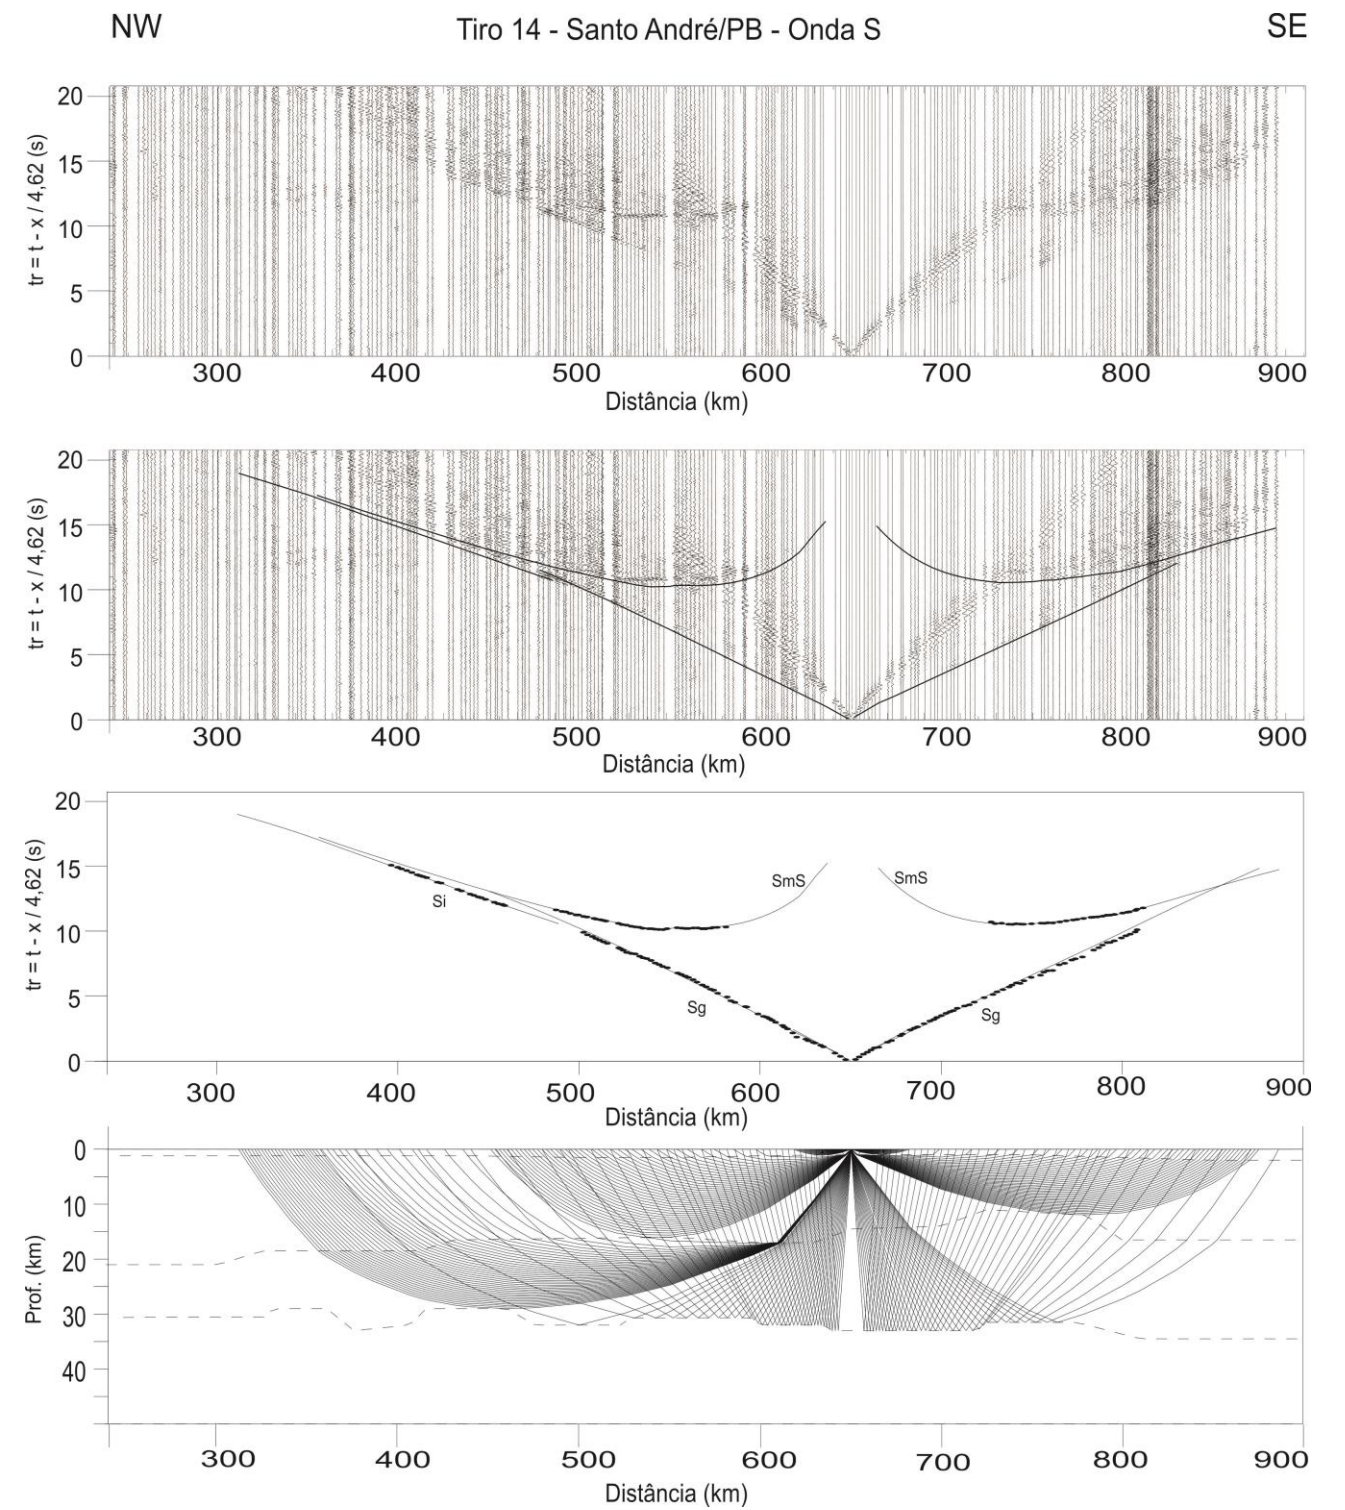 NW Tiro 14 - Santo André/PB - Onda S SE
20
15
10
5
0
tr = t - x / 4,62 (s)
300 400 500 600 700 800 900
Distância (km)
20
15
10
5
0
tr = t - x / 4,62 (s)
300 400 500 600 700 800 900
Distância (km)
20
15
10
5
0
tr = t - x / 4,62 (s)
SmS SmS
Si
Sg Sg
300 400 500 600 700 800 900
Distância (km)
0
10
20
30
40
Prof. (km)
300 400 500 600 700 800 900
Distância (km)